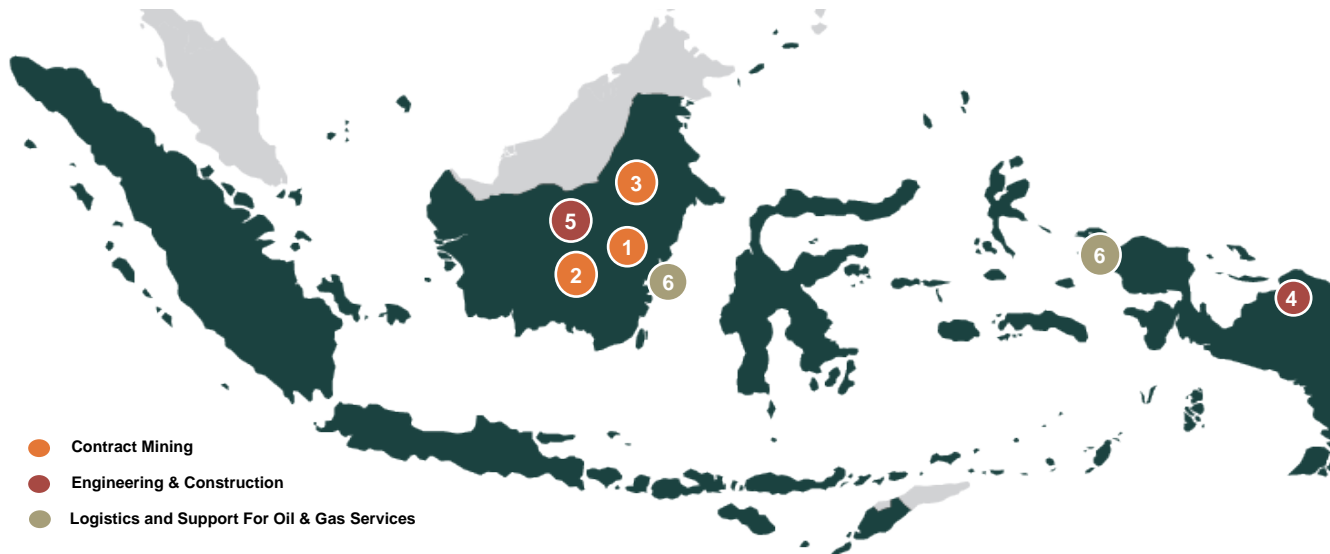 3
5
1
2
6
6
4
Contract Mining
Engineering & Construction
Logistics and Support For Oil & Gas Services